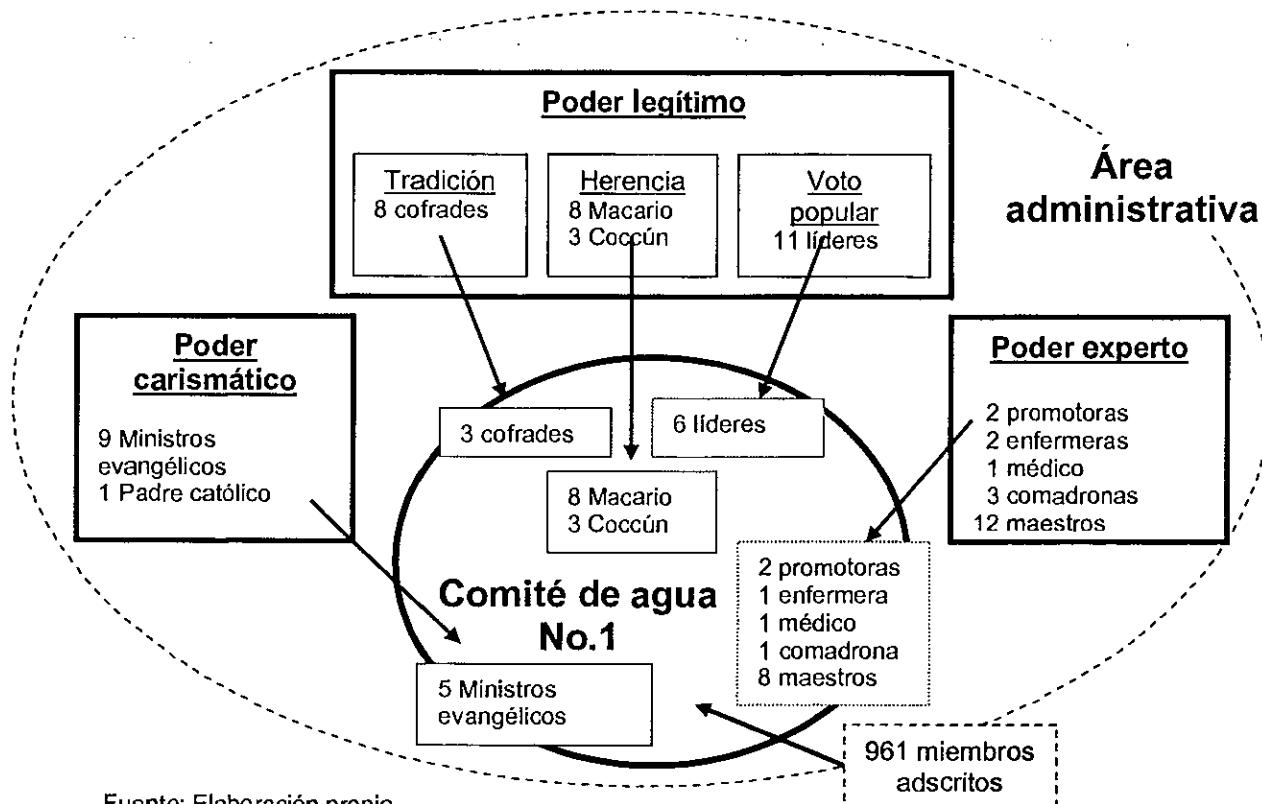 Poder legítimo
Tradición
8 cofrades
Herencia
8 Macario
3 Coccún
Voto
popular
11 líderes
Área
administrativa
Poder
carismático
9 Ministros
evangélicos
1 Padre católico
Poder experto
2 promotoras
2 enfermeras
1 médico
3 comadronas
12 maestros
3 cofrades
6 líderes
8 Macario
3 Coccún
Comité de agua
No.1
2 promotoras
1 enfermera
1 médico
1 comadrona
8 maestros
5 Ministros
evangélicos
961 miembros
adscritos
Fuente: Elaboración propia